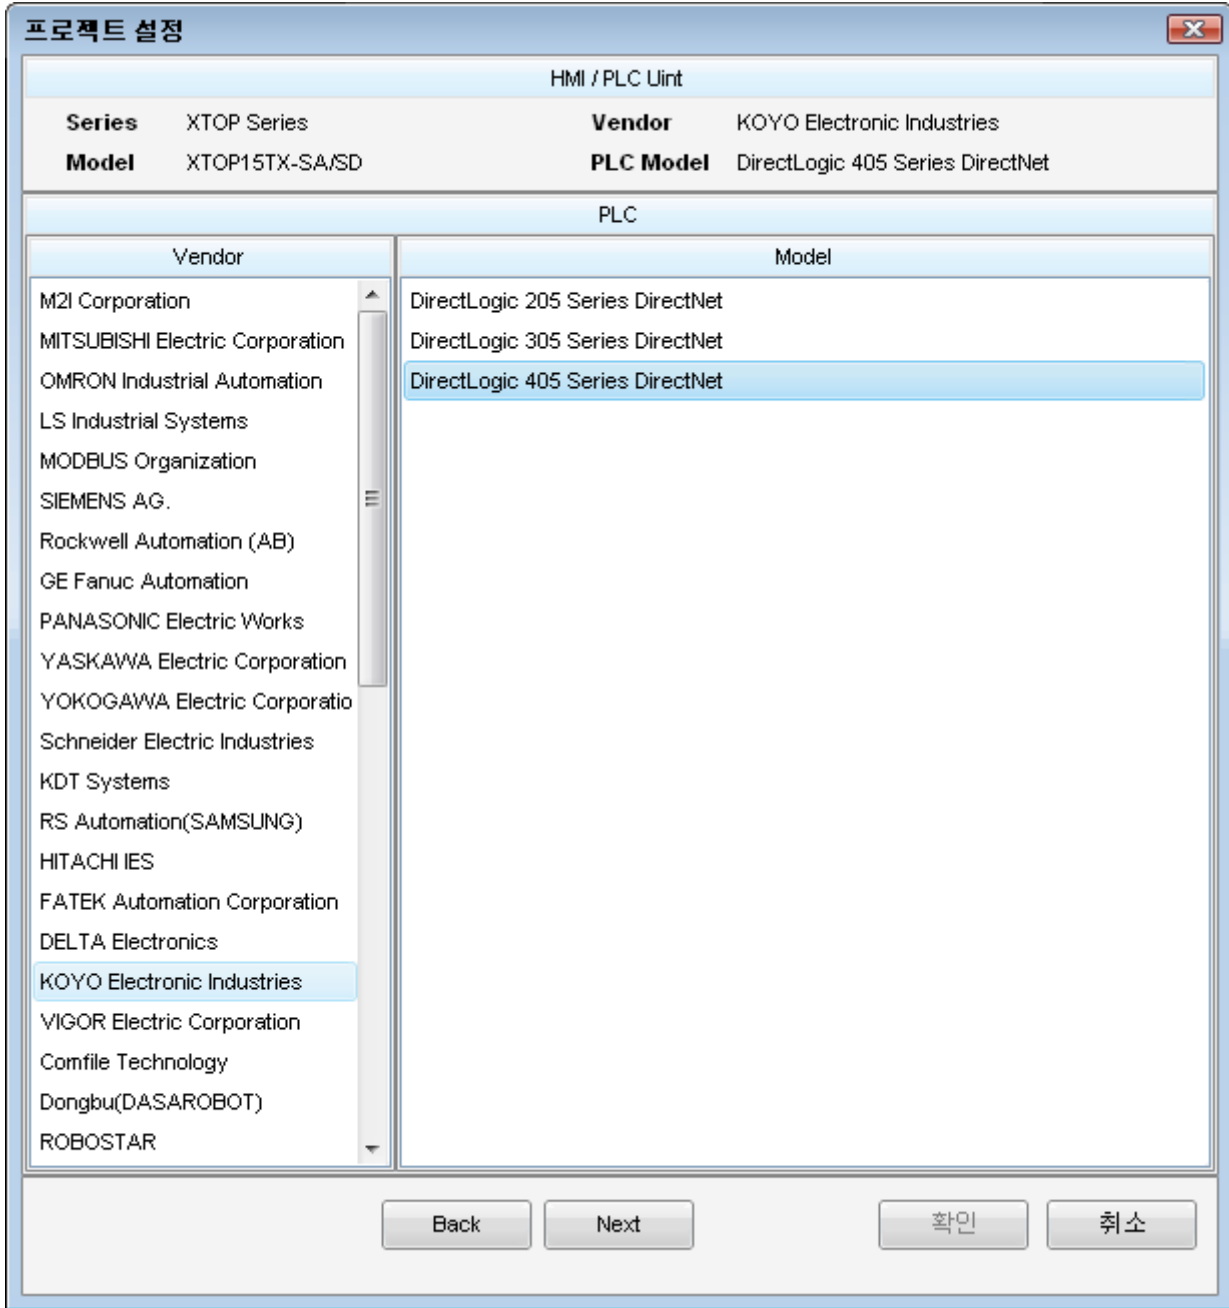 프로젝트 설정
HMI / PLC Uint
Series XTOP Series Vendor KOYO Electronic Industries
Model XTOP15TX-SA/SD PLC Model DirectLogic 405 Series DirectNet
PLC
Vendor
M2I Corporation
MITSUBISHI Electric Corporation
OMRON Industrial Automation
LS Industrial Systems
MODBUS Organization
SIEMENS AG.
Rockwell Automation (AB)
GE Fanuc Automation
PANASONIC Electric Works
YASKAWA Electric Corporation
YOKOGAWA Electric Corporatio
Schneider Electric Industries
KDT Systems
RS Automation(SAMSUNG)
HITACHI IES
FATEK Automation Corporation
DELTA Electronics
KOYO Electronic Industries
VIGOR Electric Corporation
Comfile Technology
Dongbu(DASAROBOT)
ROBOSTAR
Model
DirectLogic 205 Series DirectNet
DirectLogic 305 Series DirectNet
DirectLogic 405 Series DirectNet
Back Next 확인 취소